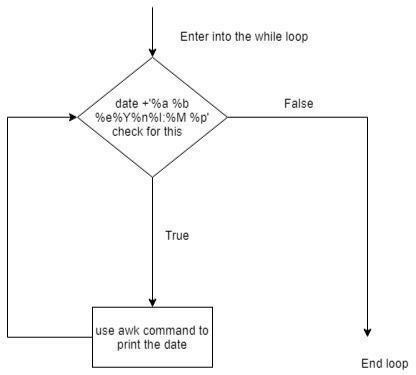 Enter into the while loop
date +'%a %b
%e%Y%n%I:%M %p'
check for this
False
True
use awk command to
print the date
End loop